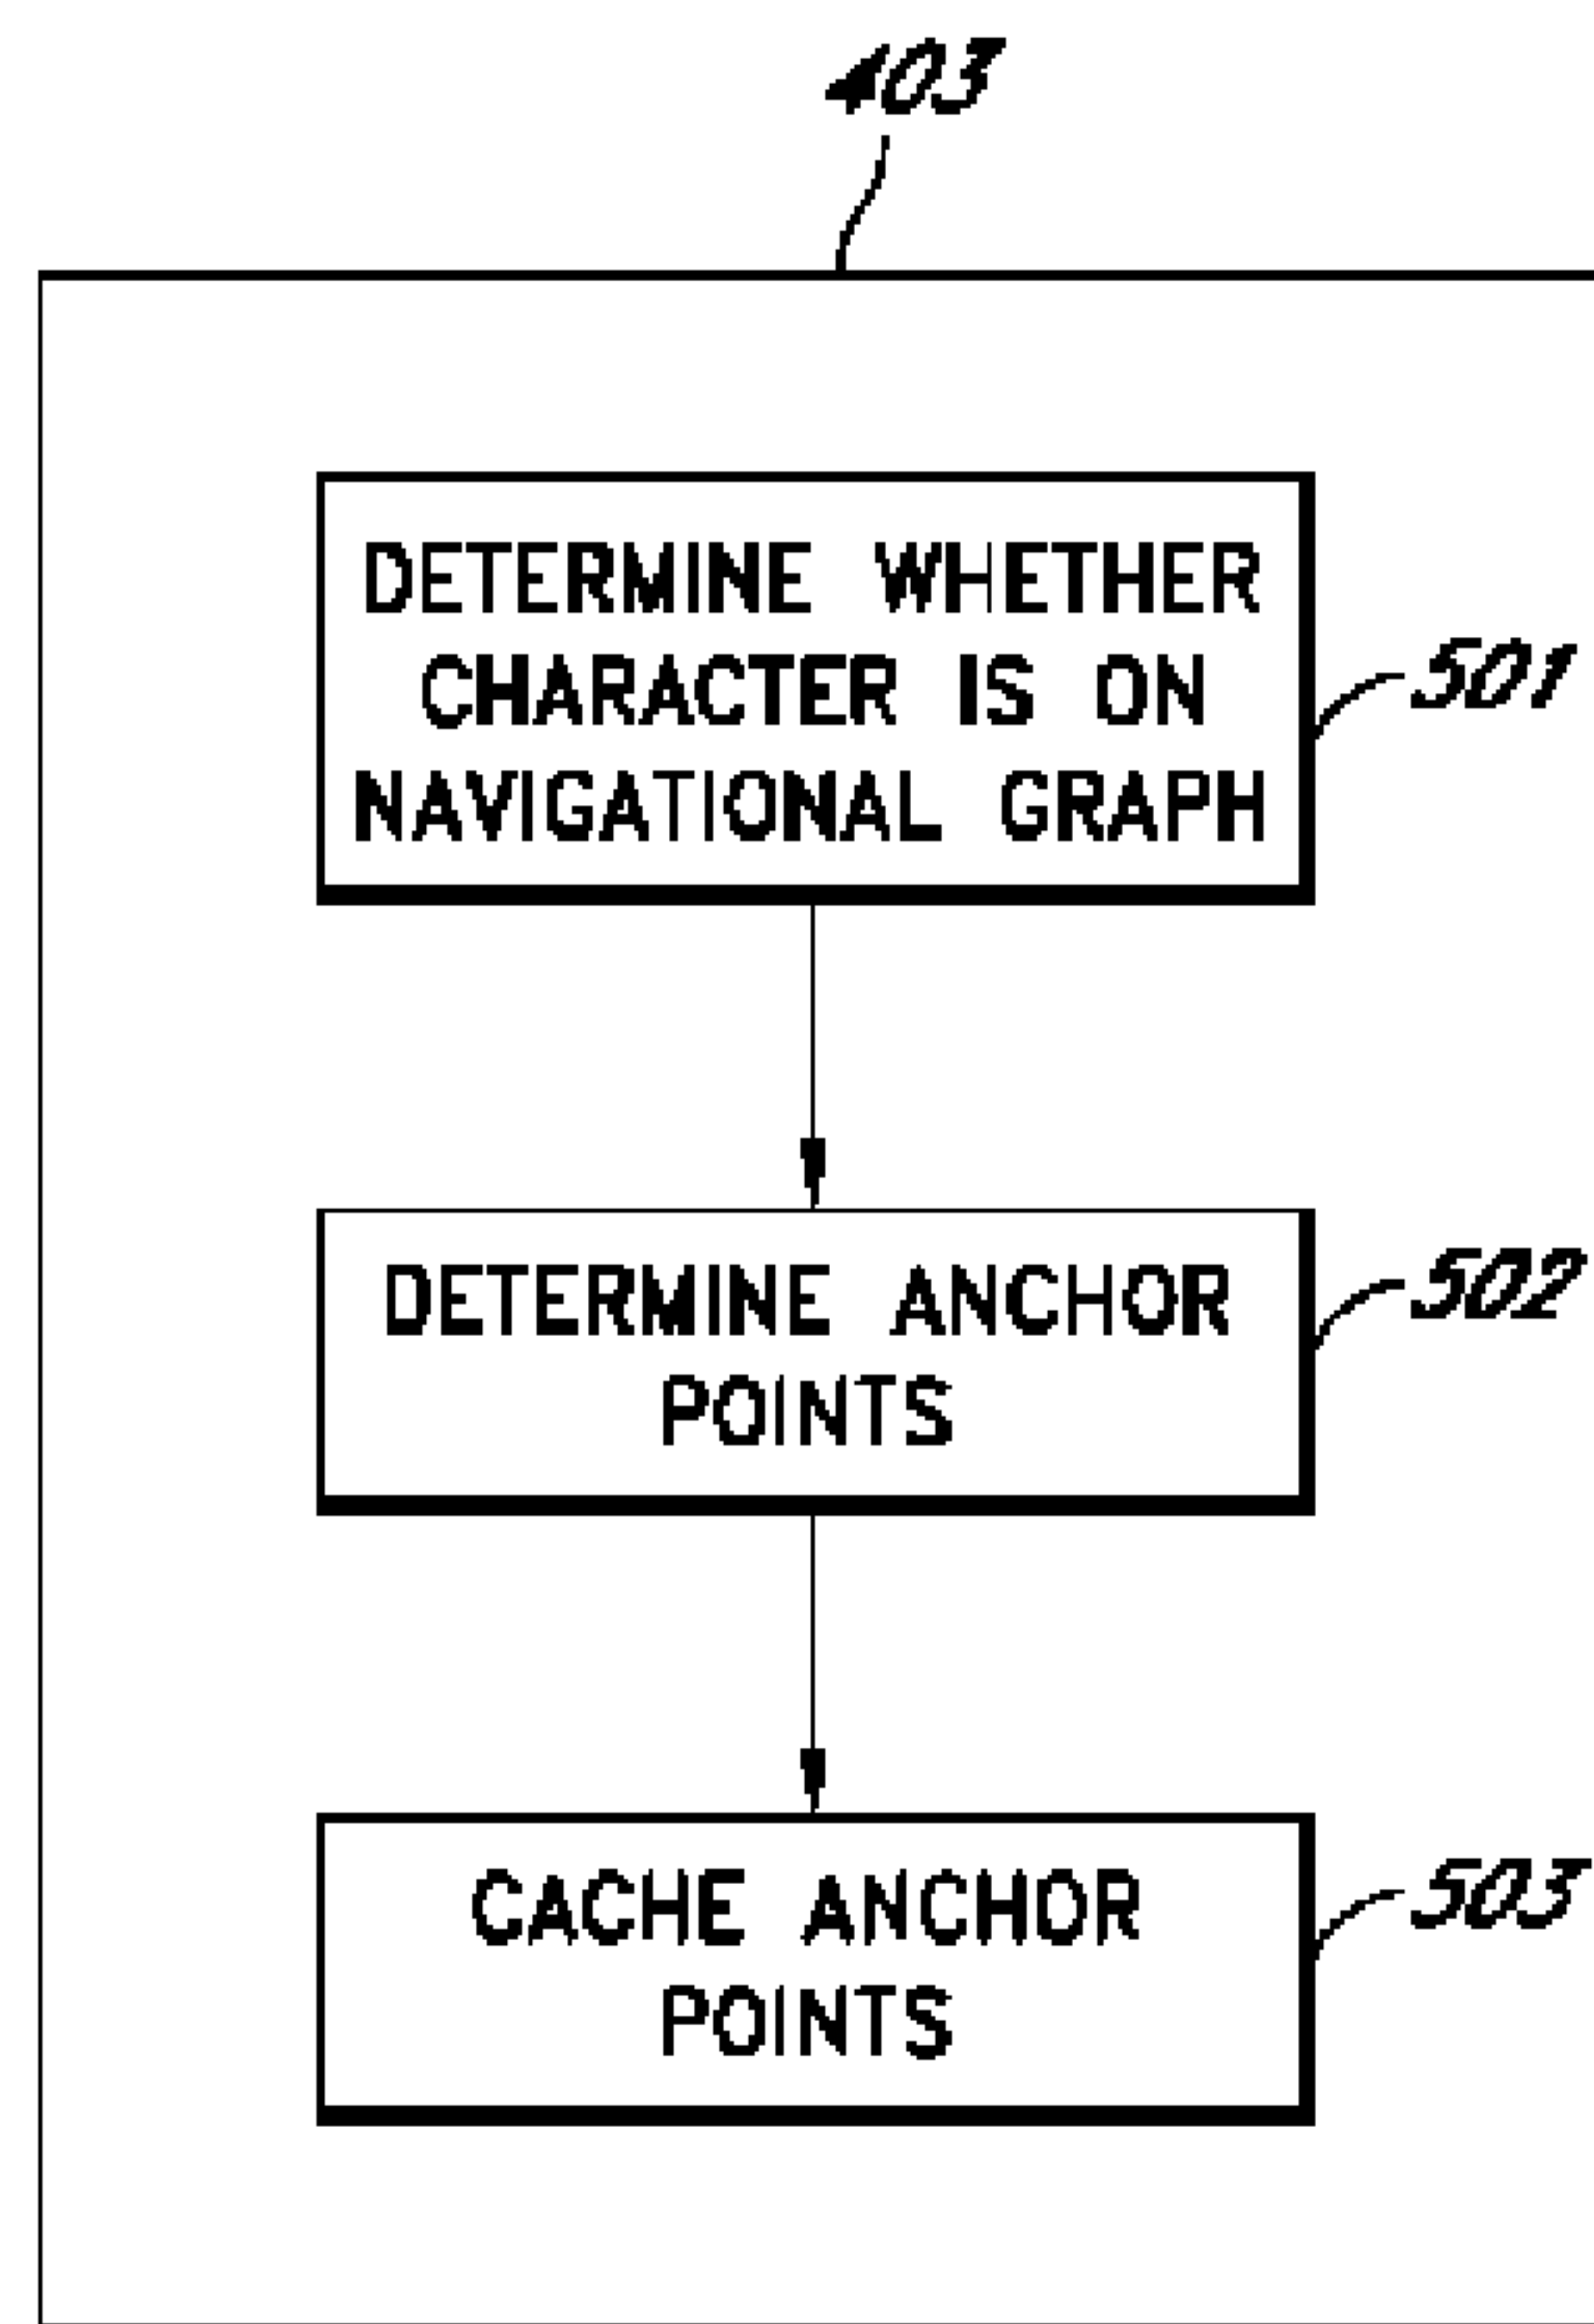 403
DETERMINE WHETHER
CHARACTER IS ON
NAVIGATIONAL GRAPH
501
DETERMINE ANCHOR
POINTS
502
CACHE ANCHOR
POINTS
503